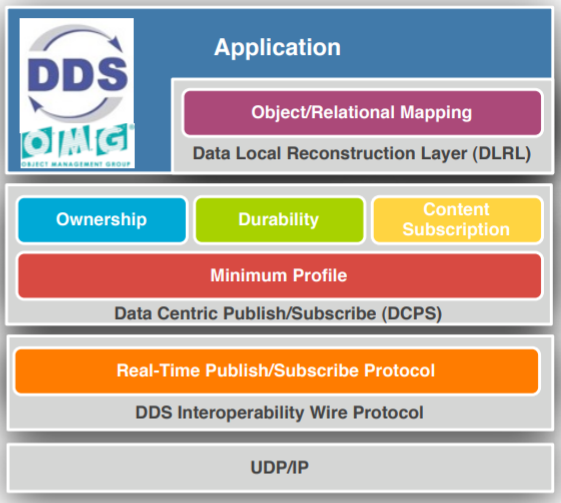 DDS
OMG
OBJECT MANAGEMENT GROUP
Application
Object/Relational Mapping
Data Local Reconstruction Layer (DLRL)
Ownership
Durability
Content
Subscription
Minimum Profile
Data Centric Publish/Subscribe (DCPS)
Real-Time Publish/Subscribe Protocol
DDS Interoperability Wire Protocol
UDP/IP